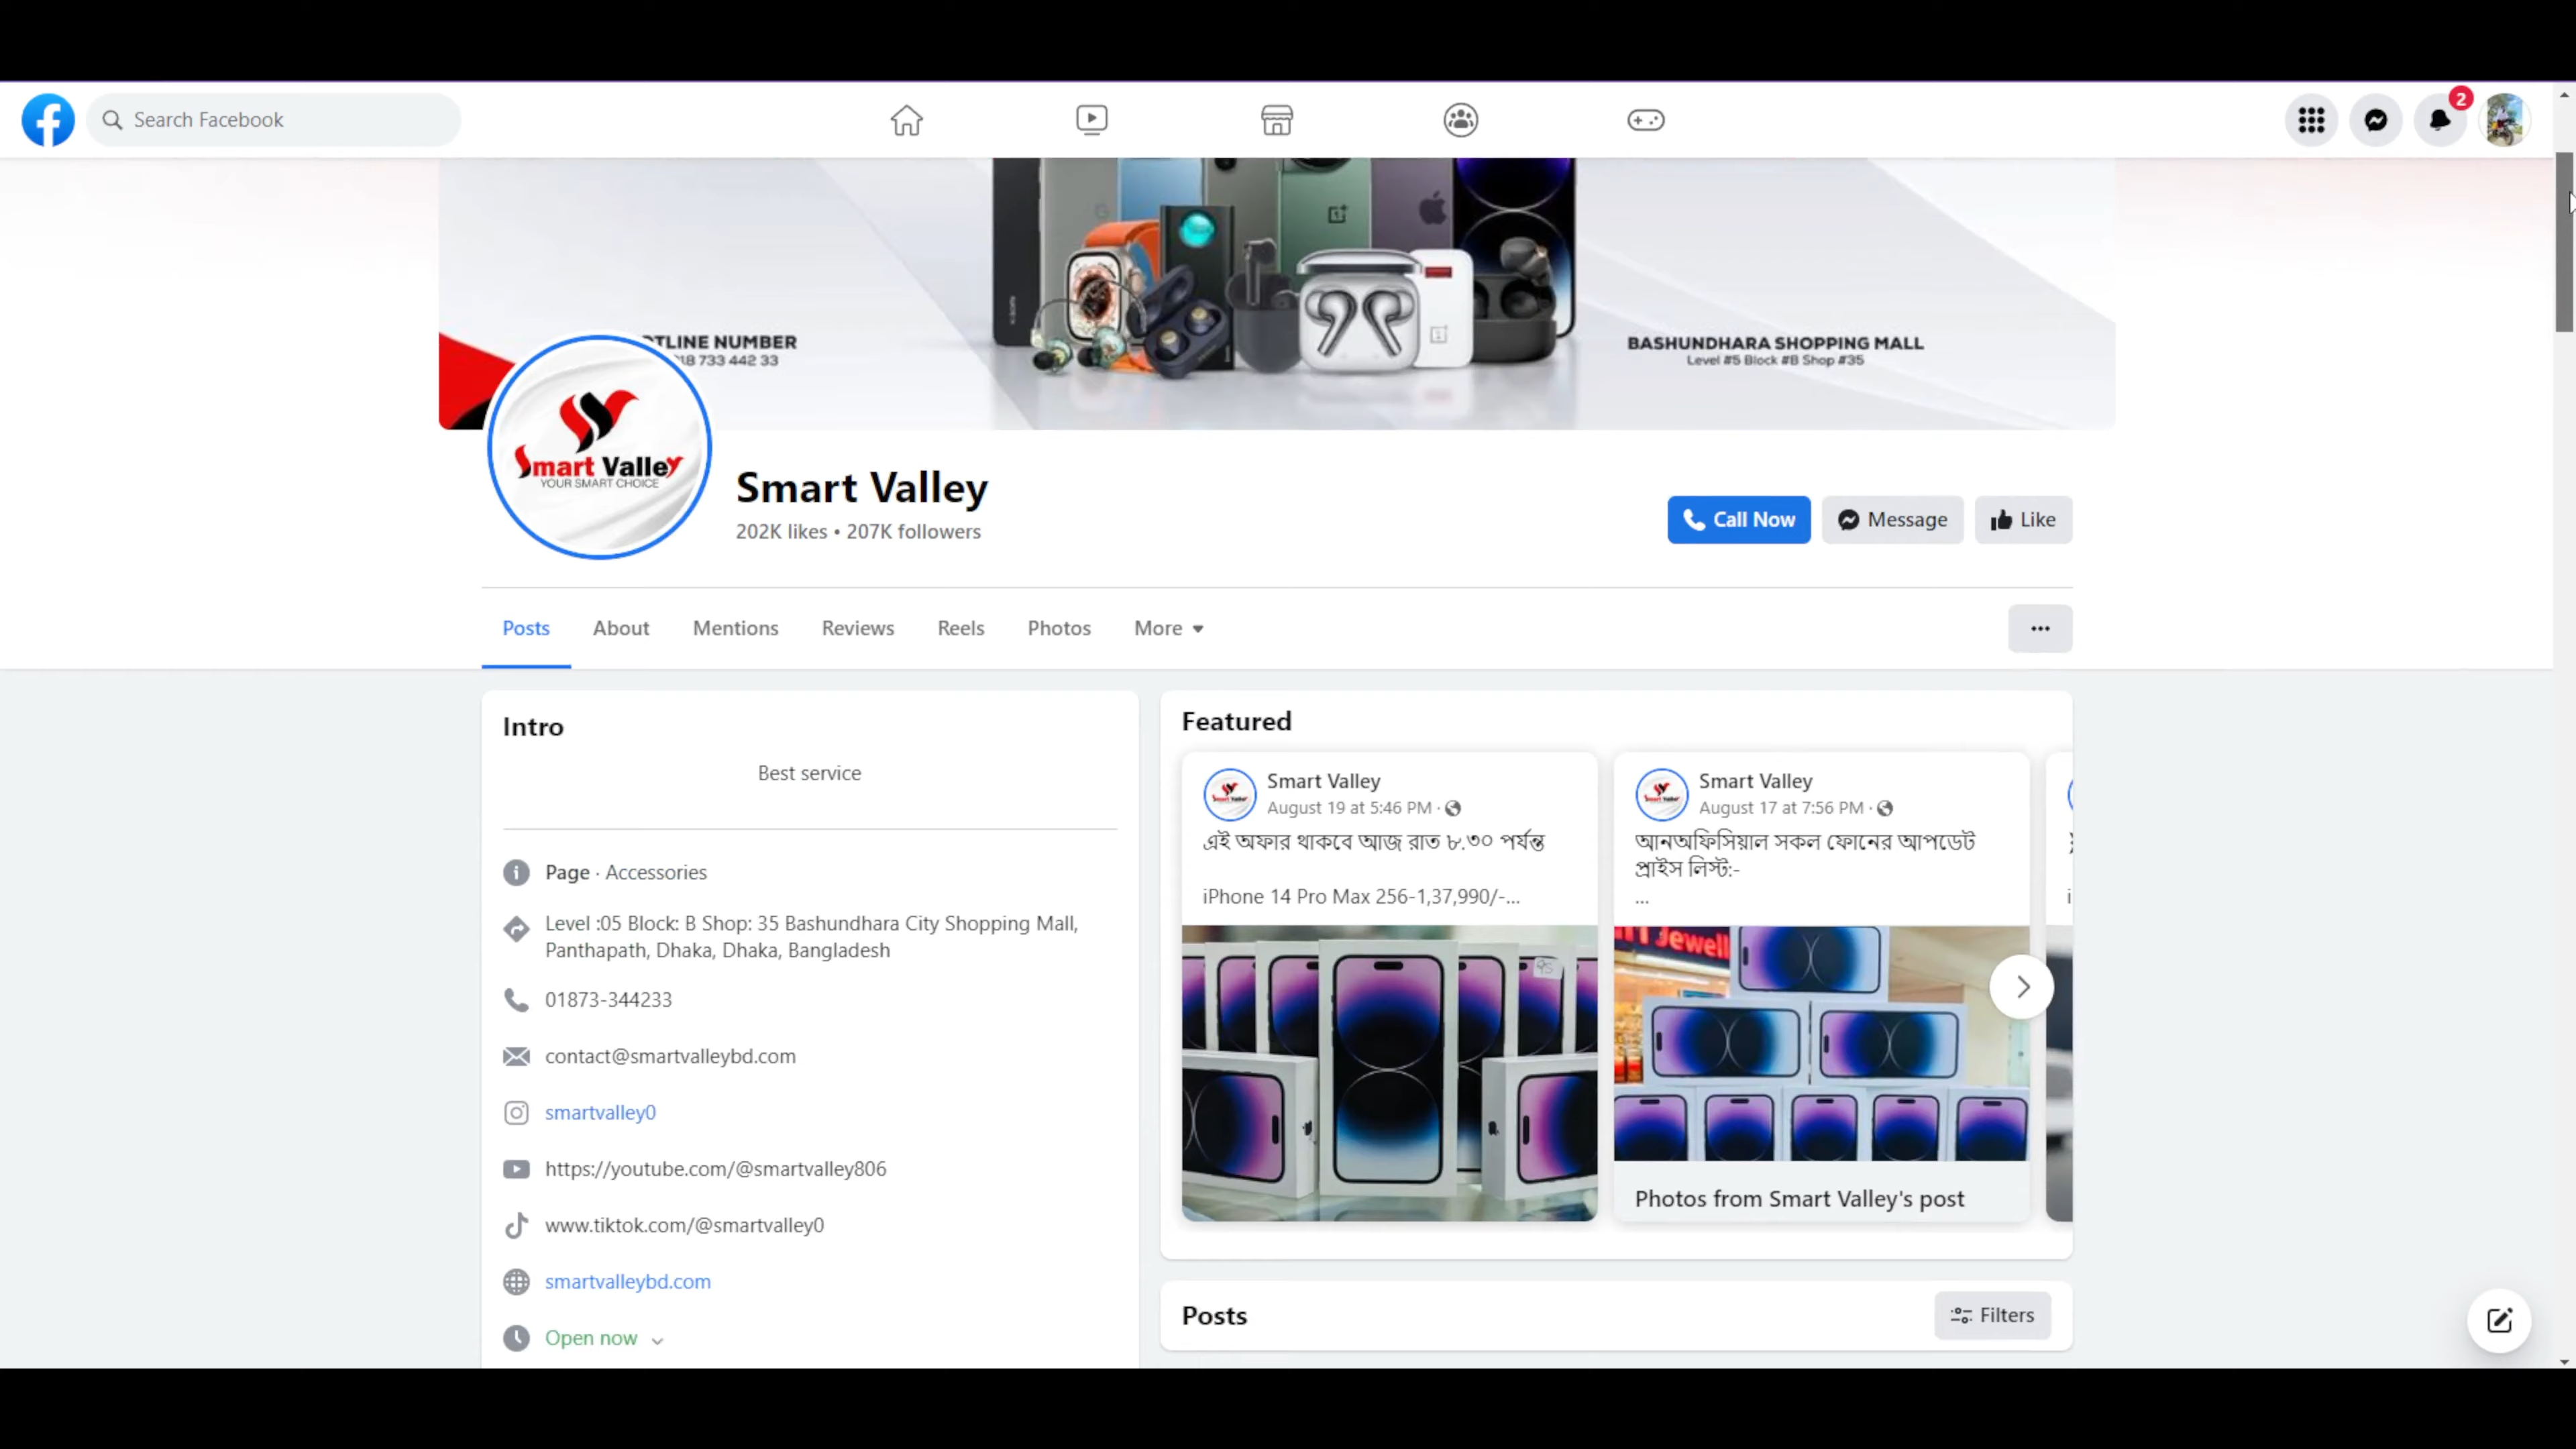 Search Facebook
2
TLINE NUMBER
18 733 442 33
BASHUNDHARA SHOPPING MALL
Level #5 Block #B Shop #35
Smart Valley
YOUR SMART CHOICE
Smart Valley
202K likes • 207K followers
Call Now
Message
Like
Posts
About
Mentions
Reviews
Reels
Photos
More
Intro
Best service
Page · Accessories
Level :05 Block: B Shop: 35 Bashundhara City Shopping Mall,
Panthapath, Dhaka, Dhaka, Bangladesh
01873-344233
contact@smartvalleybd.com
smartvalley0
https://youtube.com/@smartvalley806
www.tiktok.com/@smartvalley0
smartvalleybd.com
Open now
Featured
Smart Valley
August 19 at 5:46 PM ·
এই অফার থাকবে আজ রাত ৮.৩০ পর্যন্ত
iPhone 14 Pro Max 256-1,37,990/-...
Smart Valley
August 17 at 7:56 PM ·
আনঅফিসিয়াল সকল ফোনের আপডেট
প্রাইস লিস্ট:-
...
Jewell
Photos from Smart Valley's post
Posts
Filters